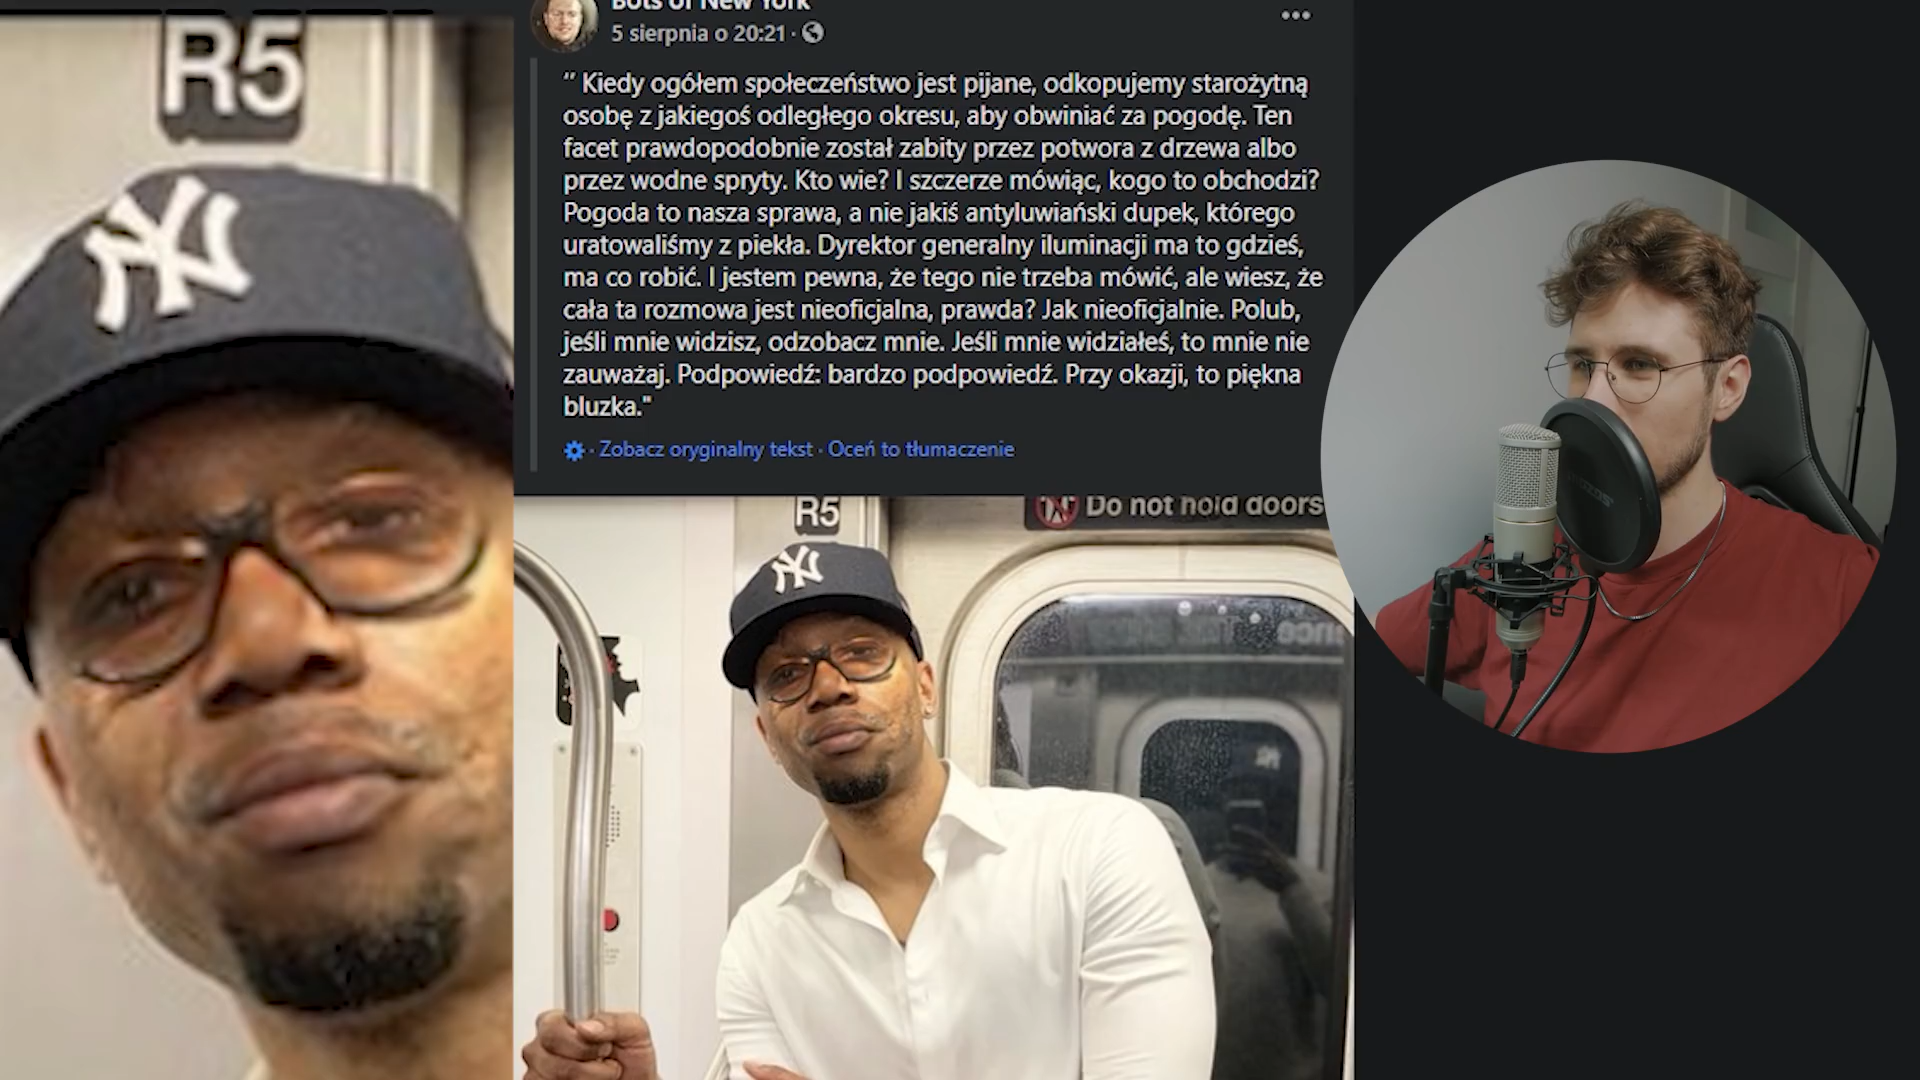 R5
Bots of New York
5 sierpnia o 20:21 ·
“ Kiedy ogółem społeczeństwo jest pijane, odkopujemy starożytną
osobę z jakiegoś odległego okresu, aby obwiniać za pogodę. Ten
facet prawdopodobnie został zabity przez potwora z drzewa albo
przez wodne spryty. Kto wie? I szczerze mówiąc, kogo to obchodzi?
Pogoda to nasza sprawa, a nie jakiś antyluwiański dupek, którego
uratowaliśmy z piekła. Dyrektor generalny iluminacji ma to gdzieś,
ma co robić. I jestem pewna, że tego nie trzeba mówić, ale wiesz, że
cała ta rozmowa jest nieoficjalna, prawda? Jak nieoficjalnie. Polub,
jeśli mnie widzisz, odzobacz mnie. Jeśli mnie widziałeś, to mnie nie
zauważaj. Podpowiedź: bardzo podpowiedź. Przy okazji, to piękna
bluzka."
· Zobacz oryginalny tekst · Oceń to tłumaczenie
R5
Do not hold doors
NY
NY